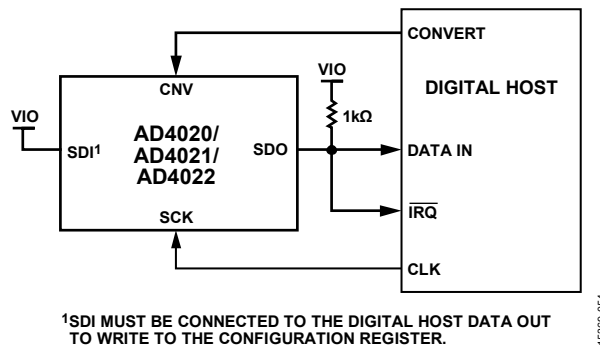 CONVERT
VIO
CNV
DIGITAL HOST
VIO
1kΩ
AD4020/
AD4021/
AD4022
SDI¹
SDO
DATA IN
SCK
IRQ
CLK
¹SDI MUST BE CONNECTED TO THE DIGITAL HOST DATA OUT
TO WRITE TO THE CONFIGURATION REGISTER.